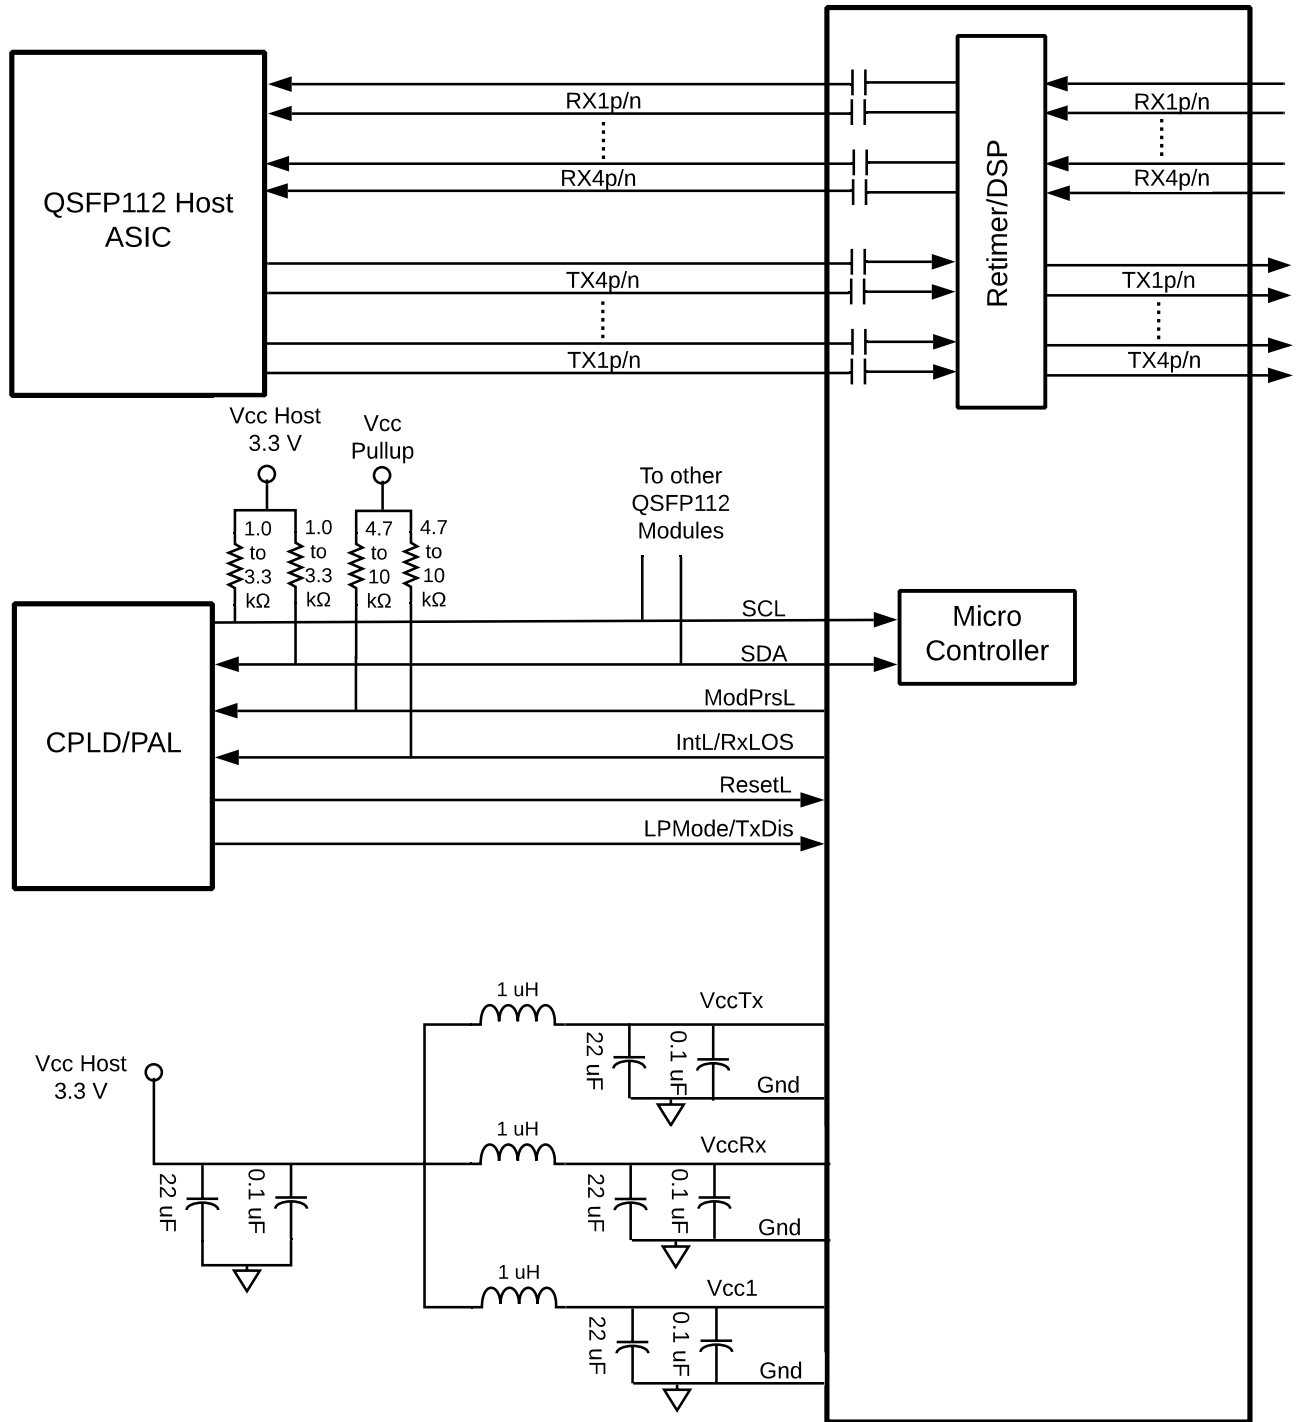 QSFP112 Host
ASIC
RX1p/n
RX4p/n
TX4p/n
TX1p/n
Retimer/DSP
RX1p/n
RX4p/n
TX1p/n
TX4p/n
Vcc Host
3.3 V
Vcc
Pullup
1.0
to
3.3
kΩ
1.0
to
3.3
kΩ
4.7
to
10
kΩ
4.7
to
10
kΩ
To other
QSFP112
Modules
CPLD/PAL
SCL
SDA
ModPrsL
IntL/RxLOS
ResetL
LPMode/TxDis
Micro
Controller
Vcc Host
3.3 V
22 uF
0.1 uF
1 uH
VccTx
22 uF
0.1 uF
Gnd
1 uH
VccRx
22 uF
0.1 uF
Gnd
1 uH
Vcc1
22 uF
0.1 uF
Gnd